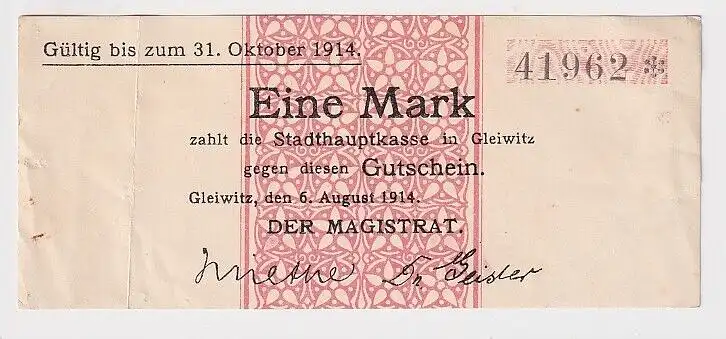 Gültig bis zum 31. Oktober 1914.
41962 *
Eine Mark
zahlt die Stadthauptkasse in Gleiwitz
gegen diesen Gutschein.
Gleiwitz, den 6. August 1914.
DER MAGISTRAT.
Miethe Dr. Geisler